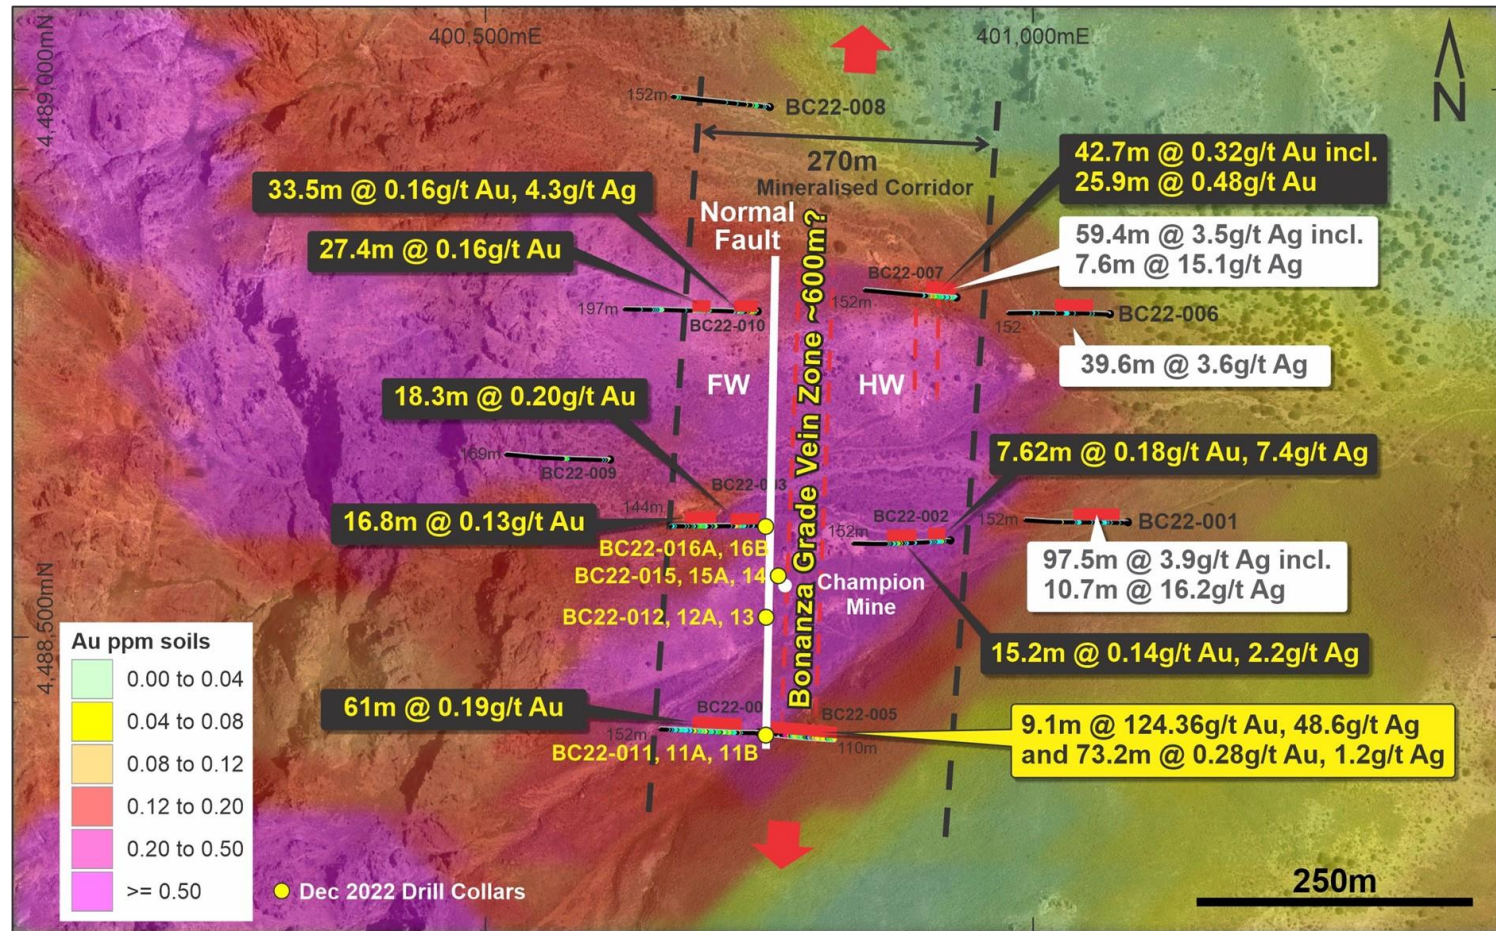 400,500mE
401,000mE
4,489,000mN
N
152m
BC22-008
270m
Mineralised Corridor
42.7m @ 0.32g/t Au incl.
25.9m @ 0.48g/t Au
33.5m @ 0.16g/t Au, 4.3g/t Ag
Normal
Fault
27.4m @ 0.16g/t Au
59.4m @ 3.5g/t Ag incl.
7.6m @ 15.1g/t Ag
BC22-007
152m
197m
BC22-010
152
BC22-006
39.6m @ 3.6g/t Ag
FW
HW
Bonanza Grade Vein Zone ~600m?
18.3m @ 0.20g/t Au
169m
BC22-009
7.62m @ 0.18g/t Au, 7.4g/t Ag
144m
16.8m @ 0.13g/t Au
BC22-002
152m
152m
BC22-001
BC22-016A, 16B
BC22-015, 15A, 14
Champion
Mine
97.5m @ 3.9g/t Ag incl.
10.7m @ 16.2g/t Ag
BC22-012, 12A, 13
4,488,500mN
15.2m @ 0.14g/t Au, 2.2g/t Ag
61m @ 0.19g/t Au
BC22-00
BC22-005
152m
110m
BC22-011, 11A, 11B
9.1m @ 124.36g/t Au, 48.6g/t Ag
and 73.2m @ 0.28g/t Au, 1.2g/t Ag
Au ppm soils
0.00 to 0.04
0.04 to 0.08
0.08 to 0.12
0.12 to 0.20
0.20 to 0.50
>= 0.50
Dec 2022 Drill Collars
250m